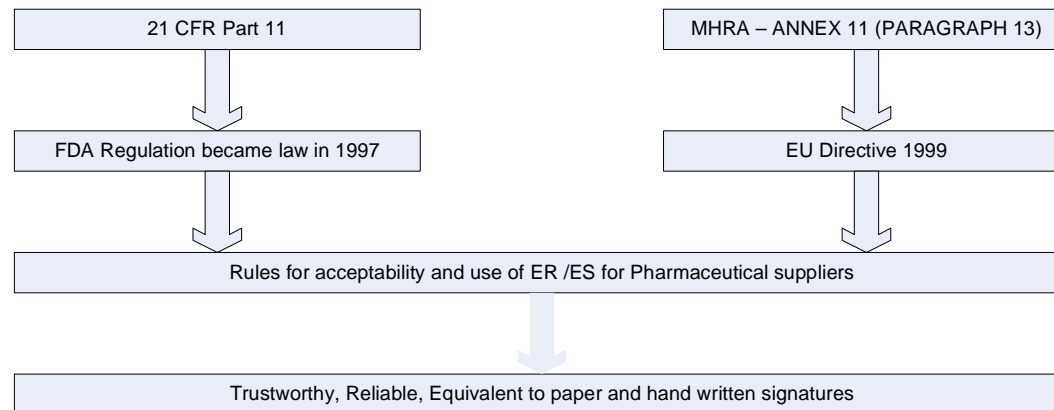 21 CFR Part 11
MHRA – ANNEX 11 (PARAGRAPH 13)
FDA Regulation became law in 1997
EU Directive 1999
Rules for acceptability and use of ER /ES for Pharmaceutical suppliers
Trustworthy, Reliable, Equivalent to paper and hand written signatures